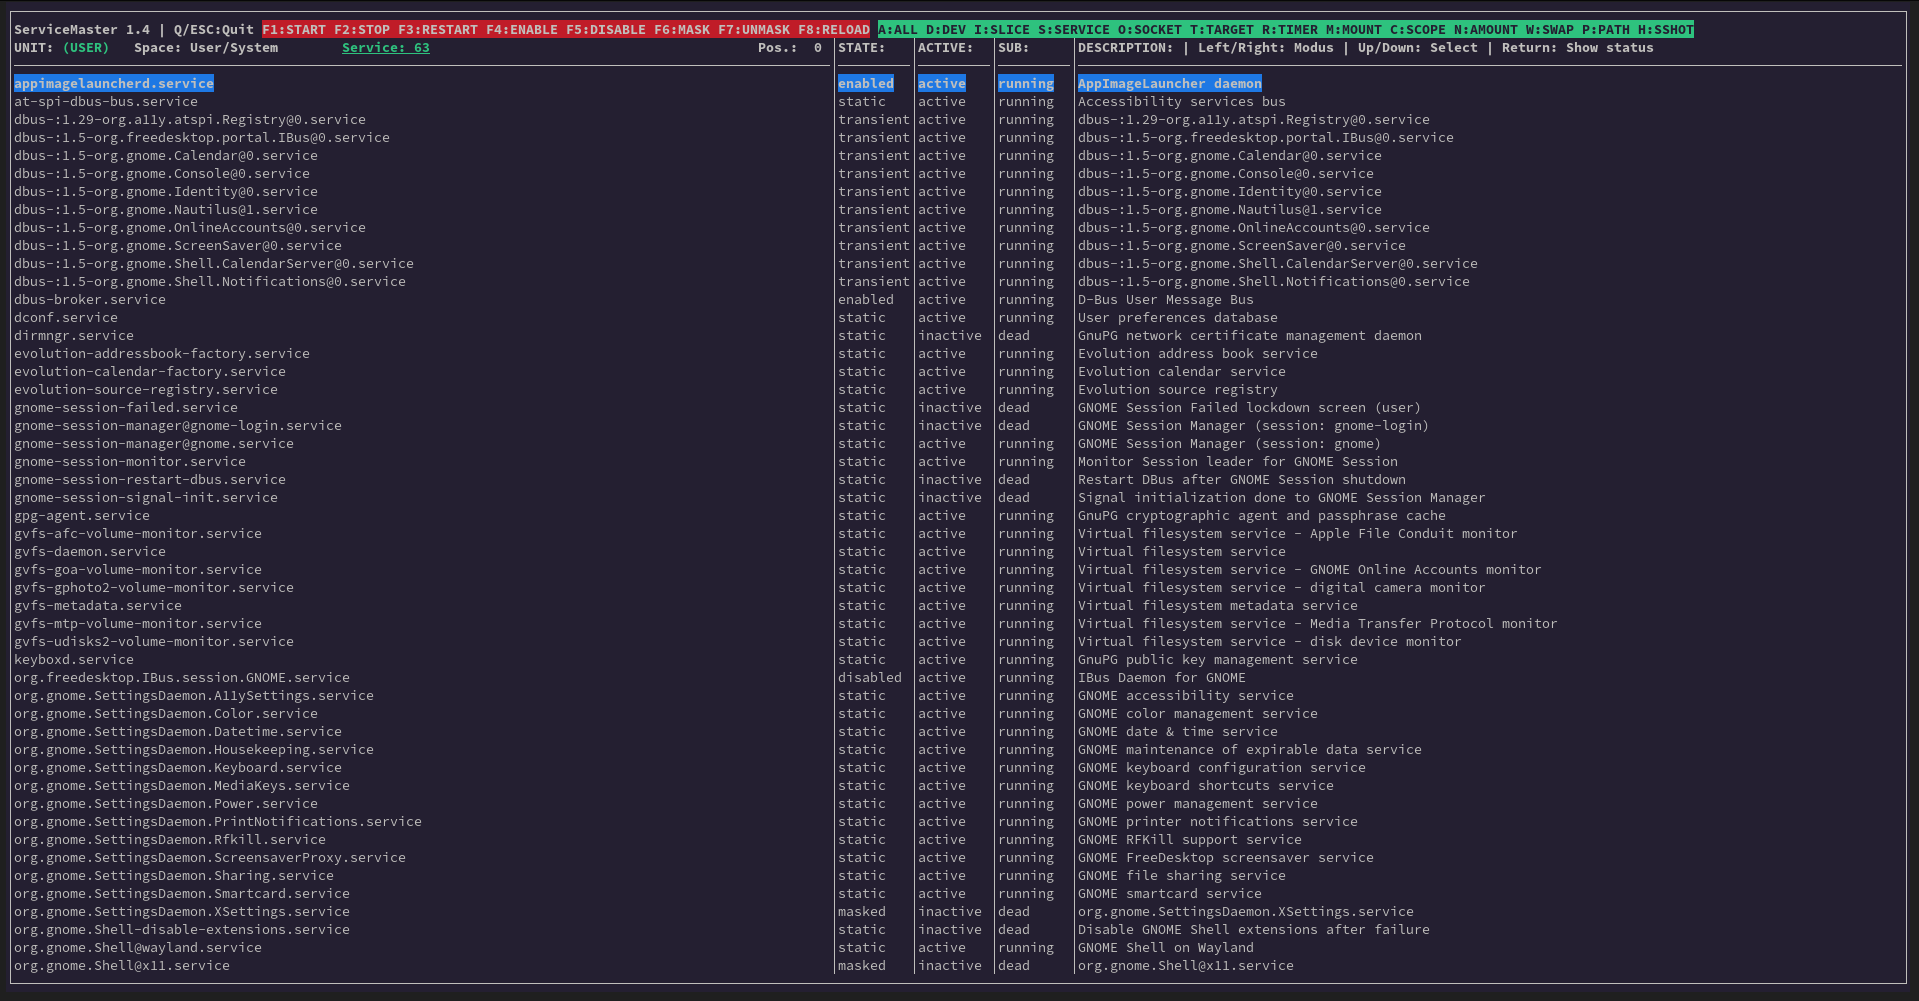 ServiceMaster 1.4 | Q/ESC:Quit F1:START F2:STOP F3:RESTART F4:ENABLE F5:DISABLE F6:MASK F7:UNMASK F8:RELOAD A:ALL D:DEV I:SLICE S:SERVICE O:SOCKET T:TARGET R:TIMER M:MOUNT C:SCOPE N:AMOUNT W:SWAP P:PATH H:SSHOT
UNIT: (USER) Space: User/System Service: 63 Pos.: 0 STATE: ACTIVE: SUB: DESCRIPTION: | Left/Right: Modus | Up/Down: Select | Return: Show status
appimagelauncherd.service enabled active running AppImageLauncher daemon
at-spi-dbus-bus.service static active running Accessibility services bus
dbus-:1.29-org.a11y.atspi.Registry@0.service transient active running dbus-:1.29-org.a11y.atspi.Registry@0.service
dbus-:1.5-org.freedesktop.portal.IBus@0.service transient active running dbus-:1.5-org.freedesktop.portal.IBus@0.service
dbus-:1.5-org.gnome.Calendar@0.service transient active running dbus-:1.5-org.gnome.Calendar@0.service
dbus-:1.5-org.gnome.Console@0.service transient active running dbus-:1.5-org.gnome.Console@0.service
dbus-:1.5-org.gnome.Identity@0.service transient active running dbus-:1.5-org.gnome.Identity@0.service
dbus-:1.5-org.gnome.Nautilus@1.service transient active running dbus-:1.5-org.gnome.Nautilus@1.service
dbus-:1.5-org.gnome.OnlineAccounts@0.service transient active running dbus-:1.5-org.gnome.OnlineAccounts@0.service
dbus-:1.5-org.gnome.ScreenSaver@0.service transient active running dbus-:1.5-org.gnome.ScreenSaver@0.service
dbus-:1.5-org.gnome.Shell.CalendarServer@0.service transient active running dbus-:1.5-org.gnome.Shell.CalendarServer@0.service
dbus-:1.5-org.gnome.Shell.Notifications@0.service transient active running dbus-:1.5-org.gnome.Shell.Notifications@0.service
dbus-broker.service enabled active running D-Bus User Message Bus
dconf.service static active running User preferences database
dirmngr.service static inactive dead GnuPG network certificate management daemon
evolution-addressbook-factory.service static active running Evolution address book service
evolution-calendar-factory.service static active running Evolution calendar service
evolution-source-registry.service static active running Evolution source registry
gnome-session-failed.service static inactive dead GNOME Session Failed lockdown screen (user)
gnome-session-manager@gnome-login.service static inactive dead GNOME Session Manager (session: gnome-login)
gnome-session-manager@gnome.service static active running GNOME Session Manager (session: gnome)
gnome-session-monitor.service static active running Monitor Session leader for GNOME Session
gnome-session-restart-dbus.service static inactive dead Restart DBus after GNOME Session shutdown
gnome-session-signal-init.service static inactive dead Signal initialization done to GNOME Session Manager
gpg-agent.service static active running GnuPG cryptographic agent and passphrase cache
gvfs-afc-volume-monitor.service static active running Virtual filesystem service - Apple File Conduit monitor
gvfs-daemon.service static active running Virtual filesystem service
gvfs-goa-volume-monitor.service static active running Virtual filesystem service - GNOME Online Accounts monitor
gvfs-gphoto2-volume-monitor.service static active running Virtual filesystem service - digital camera monitor
gvfs-metadata.service static active running Virtual filesystem metadata service
gvfs-mtp-volume-monitor.service static active running Virtual filesystem service - Media Transfer Protocol monitor
gvfs-udisks2-volume-monitor.service static active running Virtual filesystem service - disk device monitor
keyboxd.service static active running GnuPG public key management service
org.freedesktop.IBus.session.GNOME.service disabled active running IBus Daemon for GNOME
org.gnome.SettingsDaemon.A11ySettings.service static active running GNOME accessibility service
org.gnome.SettingsDaemon.Color.service static active running GNOME color management service
org.gnome.SettingsDaemon.Datetime.service static active running GNOME date & time service
org.gnome.SettingsDaemon.Housekeeping.service static active running GNOME maintenance of expirable data service
org.gnome.SettingsDaemon.Keyboard.service static active running GNOME keyboard configuration service
org.gnome.SettingsDaemon.MediaKeys.service static active running GNOME keyboard shortcuts service
org.gnome.SettingsDaemon.Power.service static active running GNOME power management service
org.gnome.SettingsDaemon.PrintNotifications.service static active running GNOME printer notifications service
org.gnome.SettingsDaemon.Rfkill.service static active running GNOME RFKill support service
org.gnome.SettingsDaemon.ScreensaverProxy.service static active running GNOME FreeDesktop screensaver service
org.gnome.SettingsDaemon.Sharing.service static active running GNOME file sharing service
org.gnome.SettingsDaemon.Smartcard.service static active running GNOME smartcard service
org.gnome.SettingsDaemon.XSettings.service masked inactive dead org.gnome.SettingsDaemon.XSettings.service
org.gnome.Shell-disable-extensions.service static inactive dead Disable GNOME Shell extensions after failure
org.gnome.Shell@wayland.service static active running GNOME Shell on Wayland
org.gnome.Shell@x11.service masked inactive dead org.gnome.Shell@x11.service